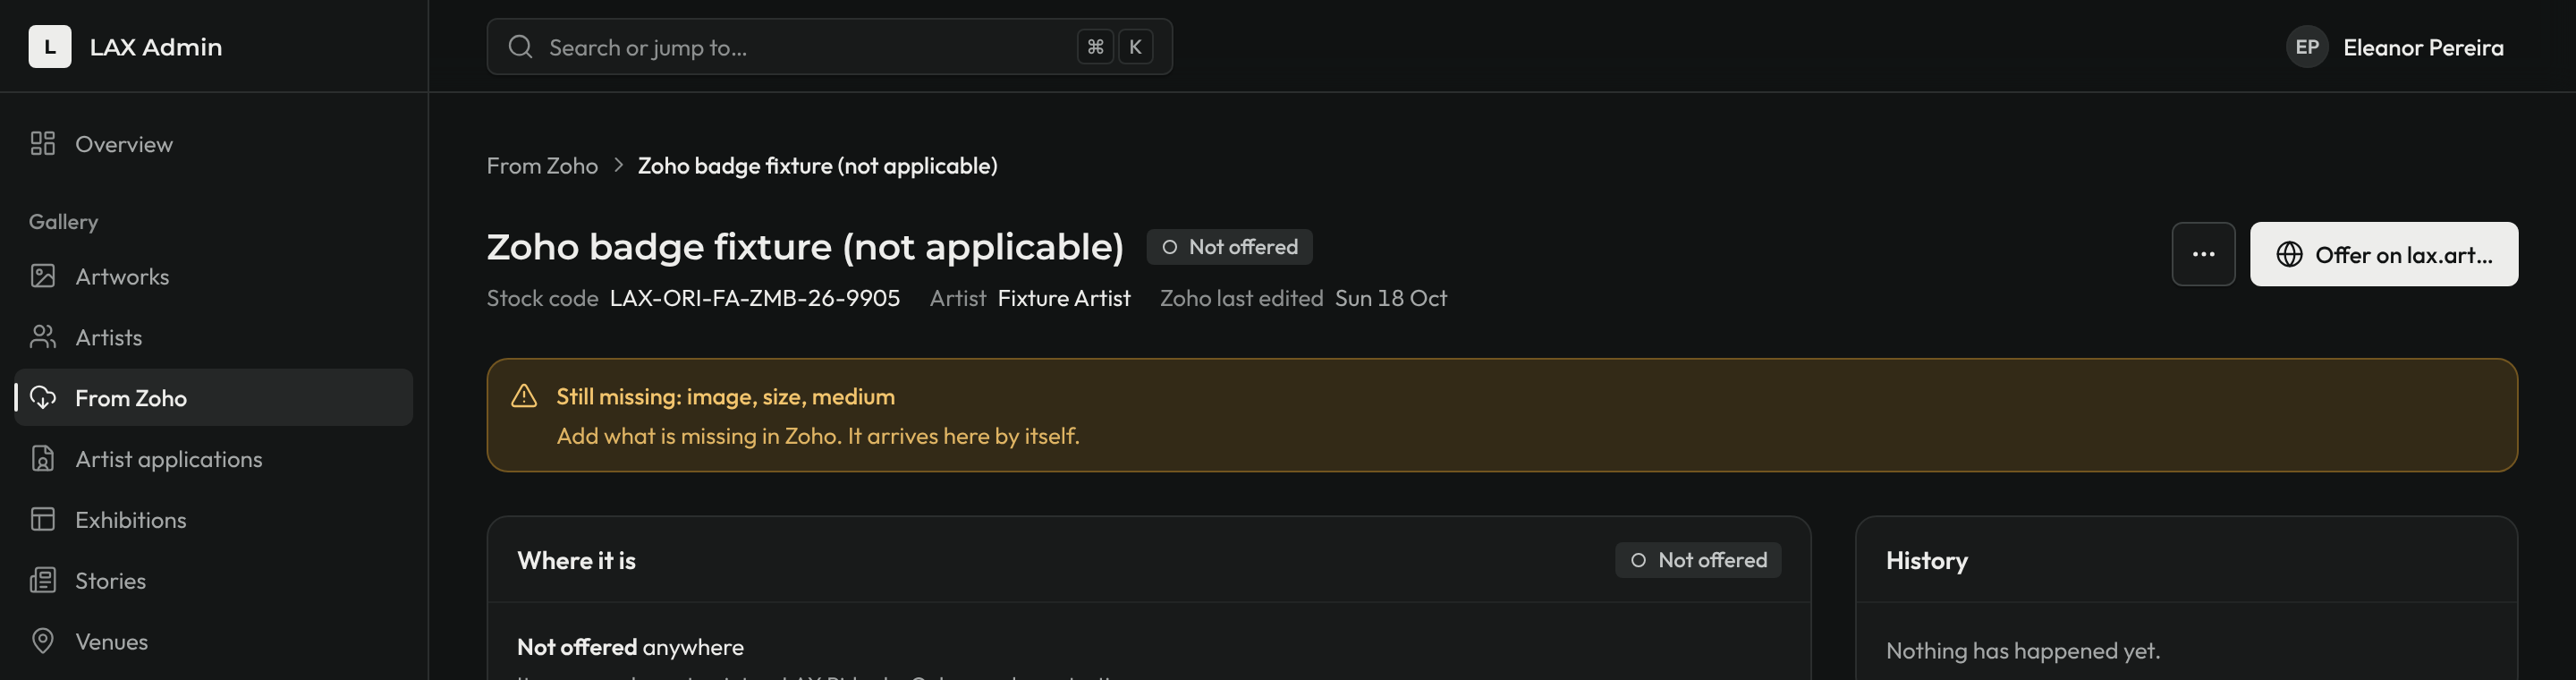 L LAX Admin
Search or jump to...
⌘ K
EP Eleanor Pereira
Overview
Gallery
Artworks
Artists
From Zoho
Artist applications
Exhibitions
Stories
Venues
From Zoho > Zoho badge fixture (not applicable)
Zoho badge fixture (not applicable)
Not offered
... Offer on lax.art...
Stock code LAX-ORI-FA-ZMB-26-9905 Artist Fixture Artist Zoho last edited Sun 18 Oct
Still missing: image, size, medium
Add what is missing in Zoho. It arrives here by itself.
Where it is
Not offered
Not offered anywhere
History
Nothing has happened yet.